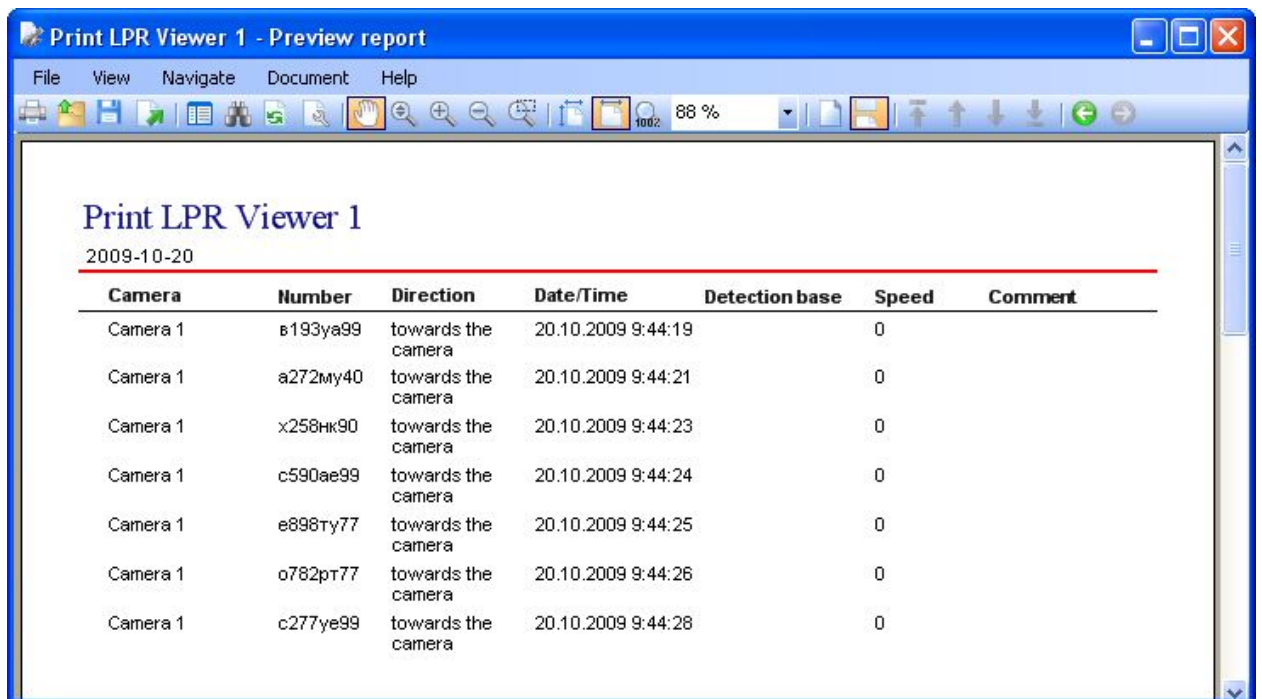 Print LPR Viewer 1 - Preview report
File View Navigate Document Help
100% 88 %
Print LPR Viewer 1
2009-10-20
Camera Number Direction Date/Time Detection base Speed Comment
Camera 1 в193уа99 towards the camera 20.10.2009 9:44:19 0
Camera 1 а272му40 towards the camera 20.10.2009 9:44:21 0
Camera 1 х258нк90 towards the camera 20.10.2009 9:44:23 0
Camera 1 с590ае99 towards the camera 20.10.2009 9:44:24 0
Camera 1 е898ту77 towards the camera 20.10.2009 9:44:25 0
Camera 1 о782рт77 towards the camera 20.10.2009 9:44:26 0
Camera 1 с277уе99 towards the camera 20.10.2009 9:44:28 0